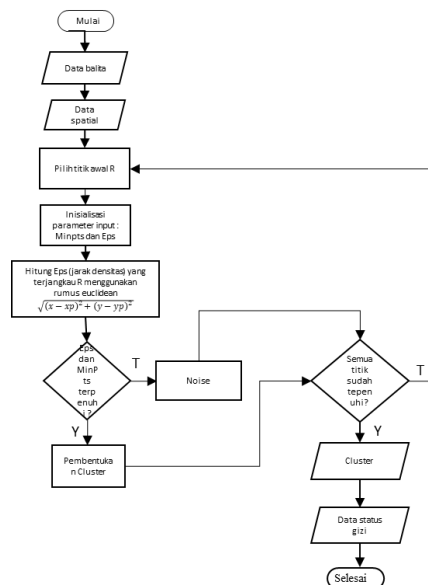 Mulai
Data balita
Data
spatial
Pilih titik awal R
Inisialisasi
parameter input :
Minpts dan Eps
Hitung Eps (jarak densitas) yang
terjangkau R menggunakan
rumus euclidean
√(x − xp)² + (y − yp)²
Eps
dan
MinP
ts
terp
enuh
i ?
T
Noise
Semua
titik
sudah
tepen
uhi?
T
Y
Y
Pembentuka
n Cluster
Cluster
Data status
gizi
Selesai